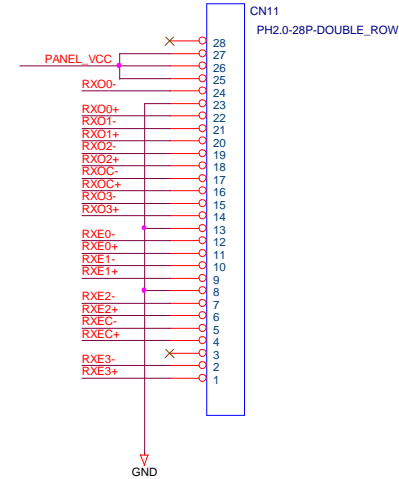 CN11
PH2.0-28P-DOUBLE_ROW
28
27
PANEL_VCC
26
25
RXO0-
24
23
RXO0+
22
RXO1-
21
RXO1+
20
RXO2-
19
RXO2+
18
RXOC-
17
RXOC+
16
RXO3-
15
RXO3+
14
13
RXE0-
12
RXE0+
11
RXE1-
10
RXE1+
9
8
RXE2-
7
RXE2+
6
RXEC-
5
RXEC+
4
3
RXE3-
2
RXE3+
1
GND